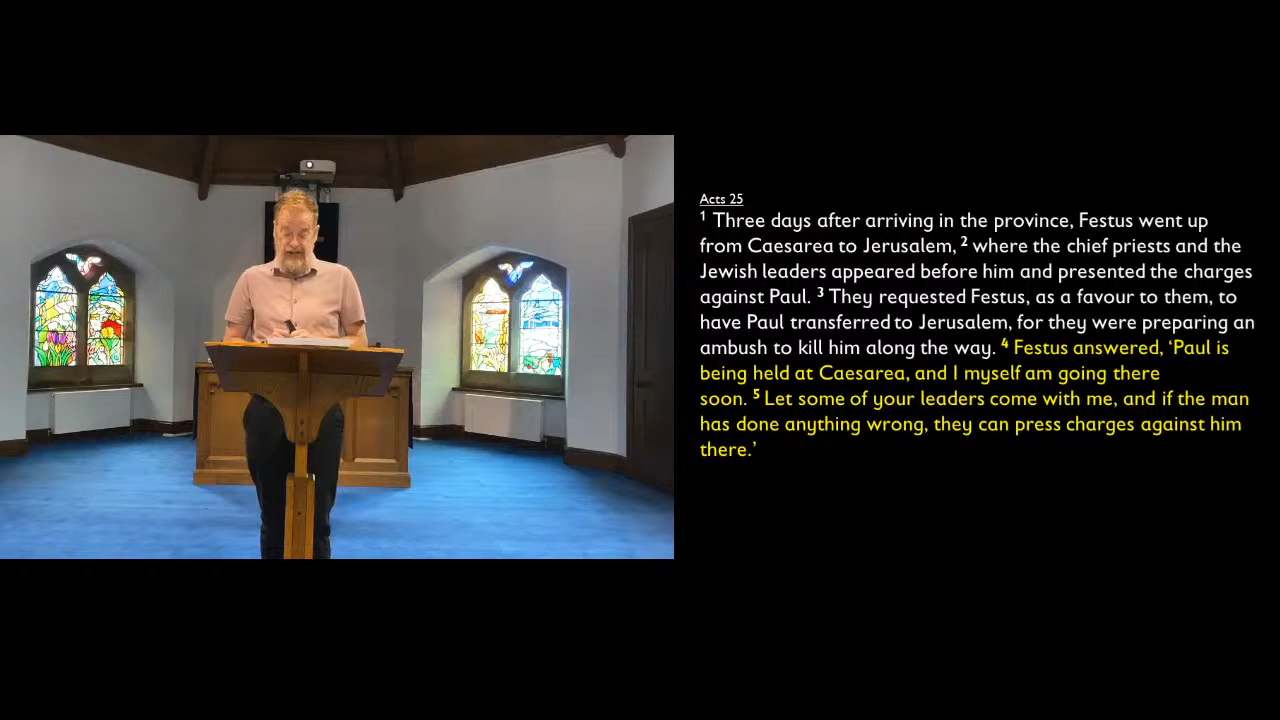 Acts 25
1 Three days after arriving in the province, Festus went up
from Caesarea to Jerusalem, 2 where the chief priests and the
Jewish leaders appeared before him and presented the charges
against Paul. 3 They requested Festus, as a favour to them, to
have Paul transferred to Jerusalem, for they were preparing an
ambush to kill him along the way. 4 Festus answered, ‘Paul is
being held at Caesarea, and I myself am going there
soon. 5 Let some of your leaders come with me, and if the man
has done anything wrong, they can press charges against him
there.’